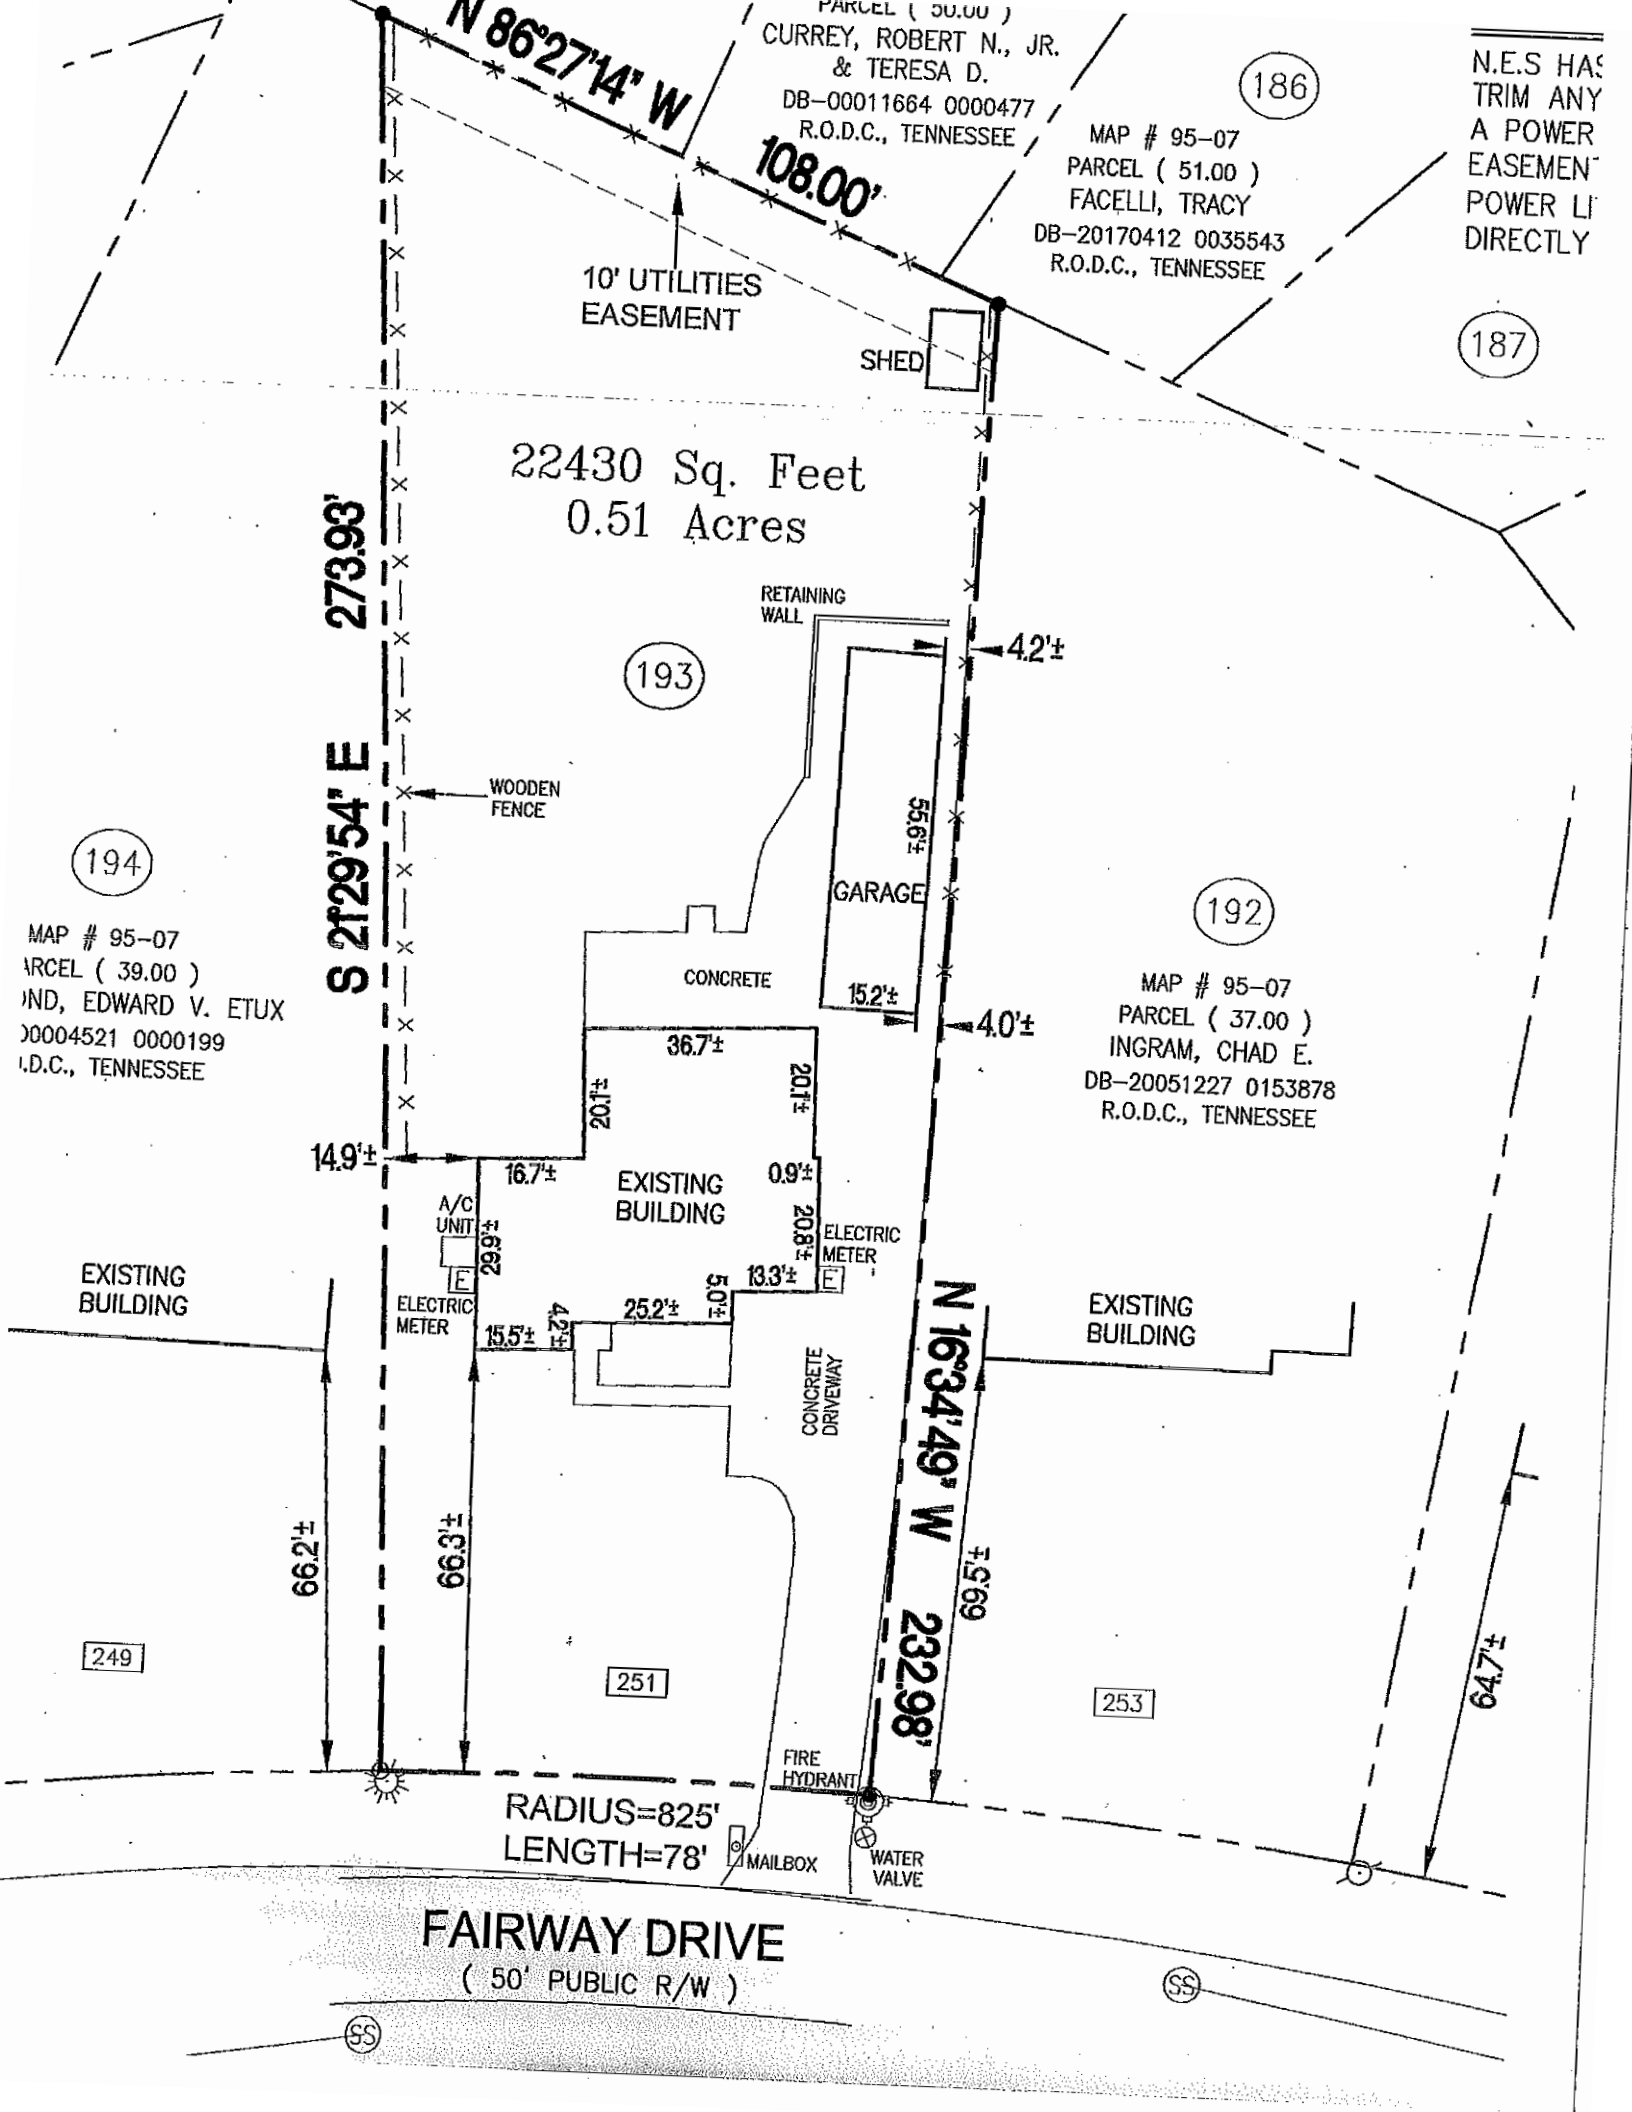 N 86°27'14" W
108.00'
PARCEL ( 50.00 )
CURREY, ROBERT N., JR.
& TERESA D.
DB-00011664 0000477
R.O.D.C., TENNESSEE
186
MAP # 95-07
PARCEL ( 51.00 )
FACELLI, TRACY
DB-20170412 0035543
R.O.D.C., TENNESSEE
N.E.S HAS
TRIM ANY
A POWER
EASEMENT
POWER LI
DIRECTLY
187
10' UTILITIES
EASEMENT
SHED
22430 Sq. Feet
0.51 Acres
S 21°29'54" E 273.93'
RETAINING
WALL
193
4.2'±
WOODEN
FENCE
55.6'±
GARAGE
15.2'±
4.0'±
194
MAP # 95-07
ARCEL ( 39.00 )
OND, EDWARD V. ETUX
00004521 0000199
.D.C., TENNESSEE
192
MAP # 95-07
PARCEL ( 37.00 )
INGRAM, CHAD E.
DB-20051227 0153878
R.O.D.C., TENNESSEE
CONCRETE
36.7'±
20.1'±
20.1'±
14.9'±
16.7'±
EXISTING
BUILDING
0.9'±
20.8'±
A/C
UNIT
29.9'±
E
ELECTRIC
METER
ELECTRIC
METER
E
13.3'±
5.0'±
25.2'±
4.2'±
15.5'±
EXISTING
BUILDING
EXISTING
BUILDING
CONCRETE
DRIVEWAY
N 16°34'49" W 232.98'
66.2'±
66.3'±
69.5'±
64.7'±
249
251
253
FIRE
HYDRANT
RADIUS=825'
LENGTH=78'
MAILBOX
WATER
VALVE
FAIRWAY DRIVE
( 50' PUBLIC R/W )
SS
SS